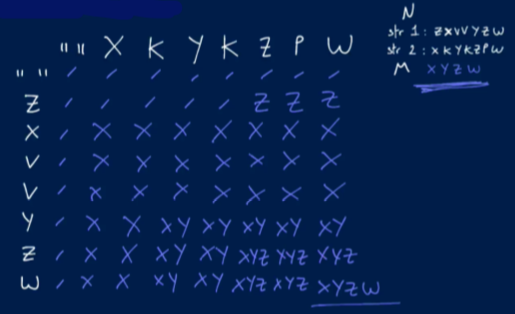 N
str 1 : ZXVVYZW
str 2 : XKYKZPW
M XYZW
"" X K Y K Z P W
"" / / / / / / / /
Z / / / / / Z Z Z
X / X X X X X X X
V / X X X X X X X
V / X X X X X X X
Y / X X XY XY XY XY XY
Z / X X XY XY XYZ XYZ XYZ
W / X X XY XY XYZ XYZ XYZW